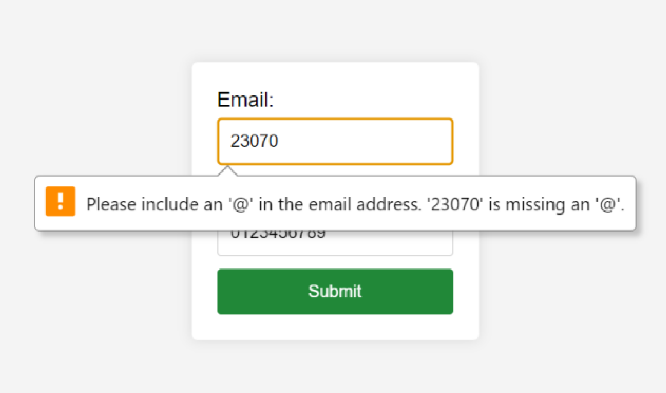 Email:
23070
Please include an '@' in the email address. '23070' is missing an '@'.
0123456789
Submit